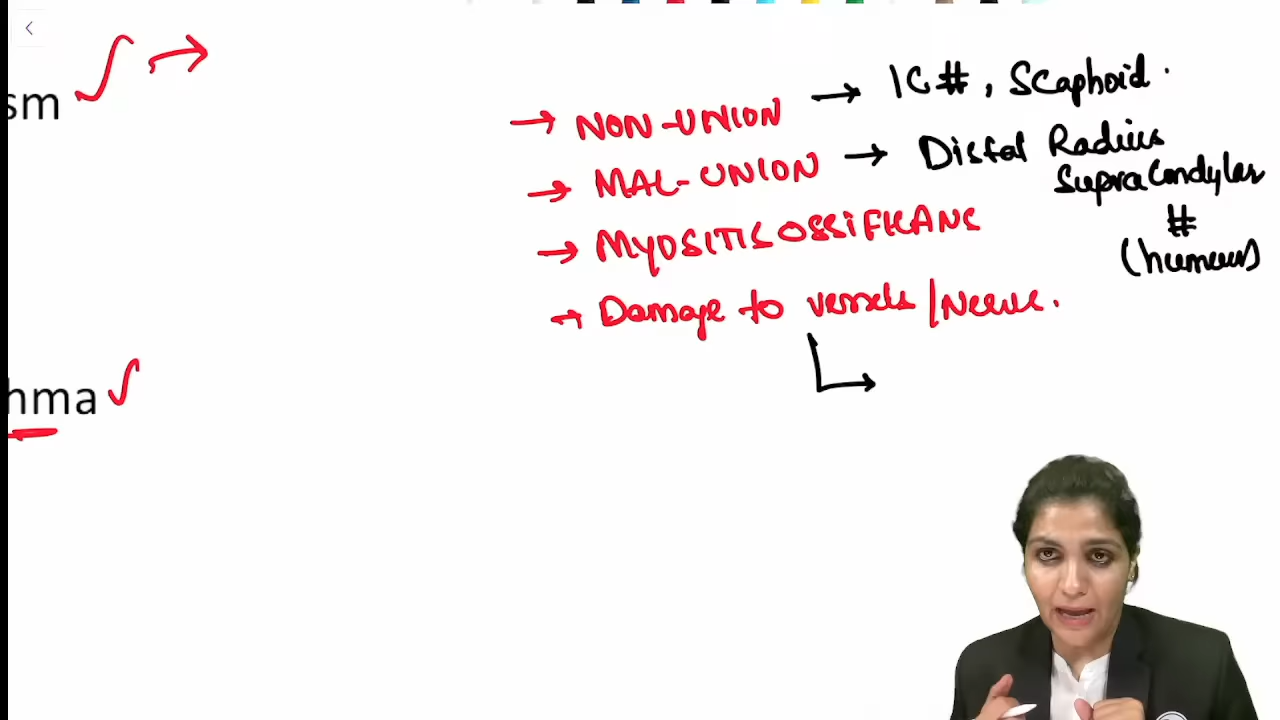 sm
→ NON-UNION → IC#, Scaphoid.
→ MAL-UNION → Distal Radius
Supracondylar
#
(humerus)
→ MYOSITIS OSSIFICANS
→ Damage to vessels/Nerve.
hma